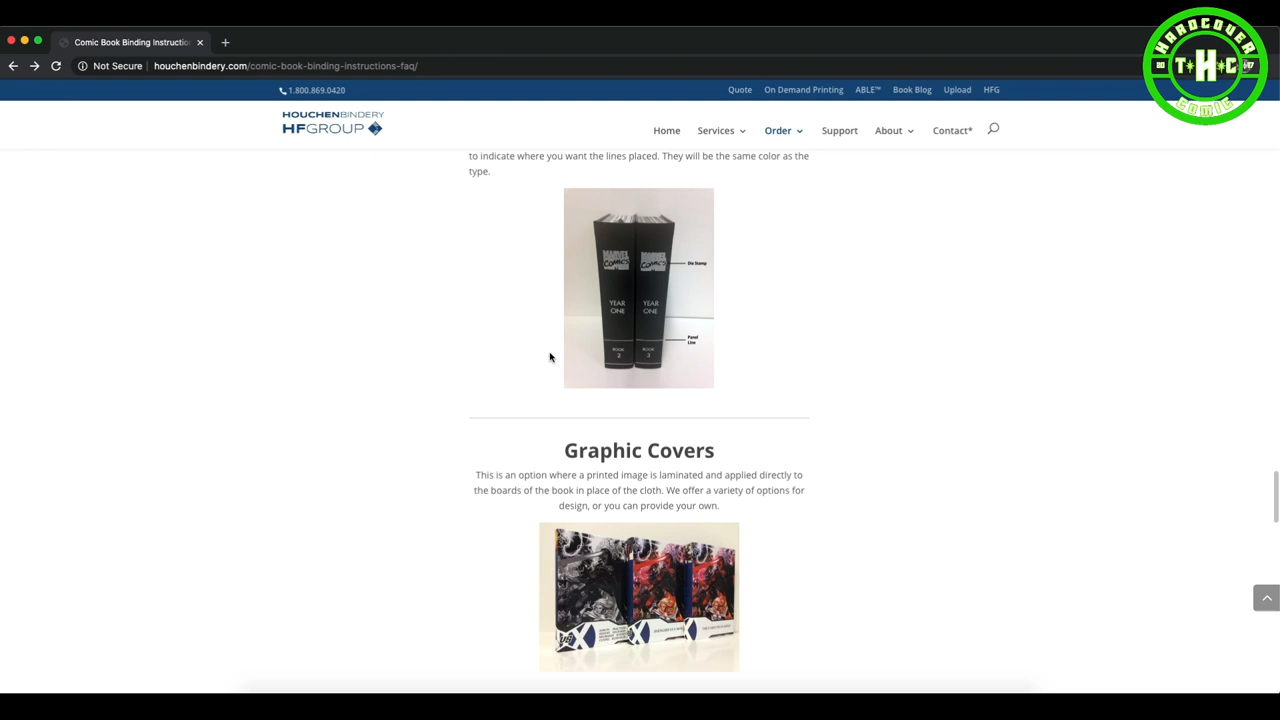 Comic Book Binding Instructio
Not Secure houchenbindery.com/comic-book-binding-instructions-faq/
HARDCOVER
20 T*H*C 17
COMIC
1.800.869.0420
Quote On Demand Printing ABLE™ Book Blog Upload HFG
HOUCHENBINDERY
HFGROUP
Home Services Order Support About Contact*
to indicate where you want the lines placed. They will be the same color as the
type.
MARVEL COMICS MARVEL COMICS
Die Stamp
YEAR ONE YEAR ONE
Panel
Line
BOOK 2 BOOK 3
Graphic Covers
This is an option where a printed image is laminated and applied directly to
the boards of the book in place of the cloth. We offer a variety of options for
design, or you can provide your own.